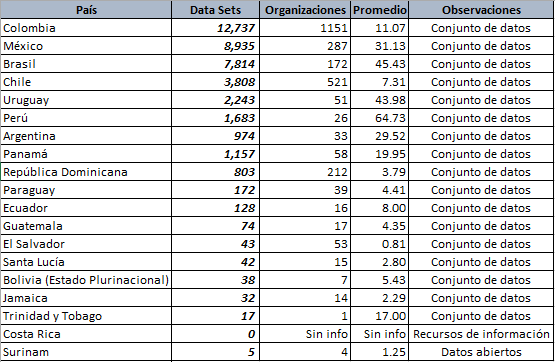 País Data Sets Organizaciones Promedio Observaciones
Colombia 12,737 1151 11.07 Conjunto de datos
México 8,935 287 31.13 Conjunto de datos
Brasil 7,814 172 45.43 Conjunto de datos
Chile 3,808 521 7.31 Conjunto de datos
Uruguay 2,243 51 43.98 Conjunto de datos
Perú 1,683 26 64.73 Conjunto de datos
Argentina 974 33 29.52 Conjunto de datos
Panamá 1,157 58 19.95 Conjunto de datos
República Dominicana 803 212 3.79 Conjunto de datos
Paraguay 172 39 4.41 Conjunto de datos
Ecuador 128 16 8.00 Conjunto de datos
Guatemala 74 17 4.35 Conjunto de datos
El Salvador 43 53 0.81 Conjunto de datos
Santa Lucía 42 15 2.80 Conjunto de datos
Bolivia (Estado Plurinacional) 38 7 5.43 Conjunto de datos
Jamaica 32 14 2.29 Conjunto de datos
Trinidad y Tobago 17 1 17.00 Conjunto de datos
Costa Rica 0 Sin info Sin info Recursos de información
Surinam 5 4 1.25 Datos abiertos